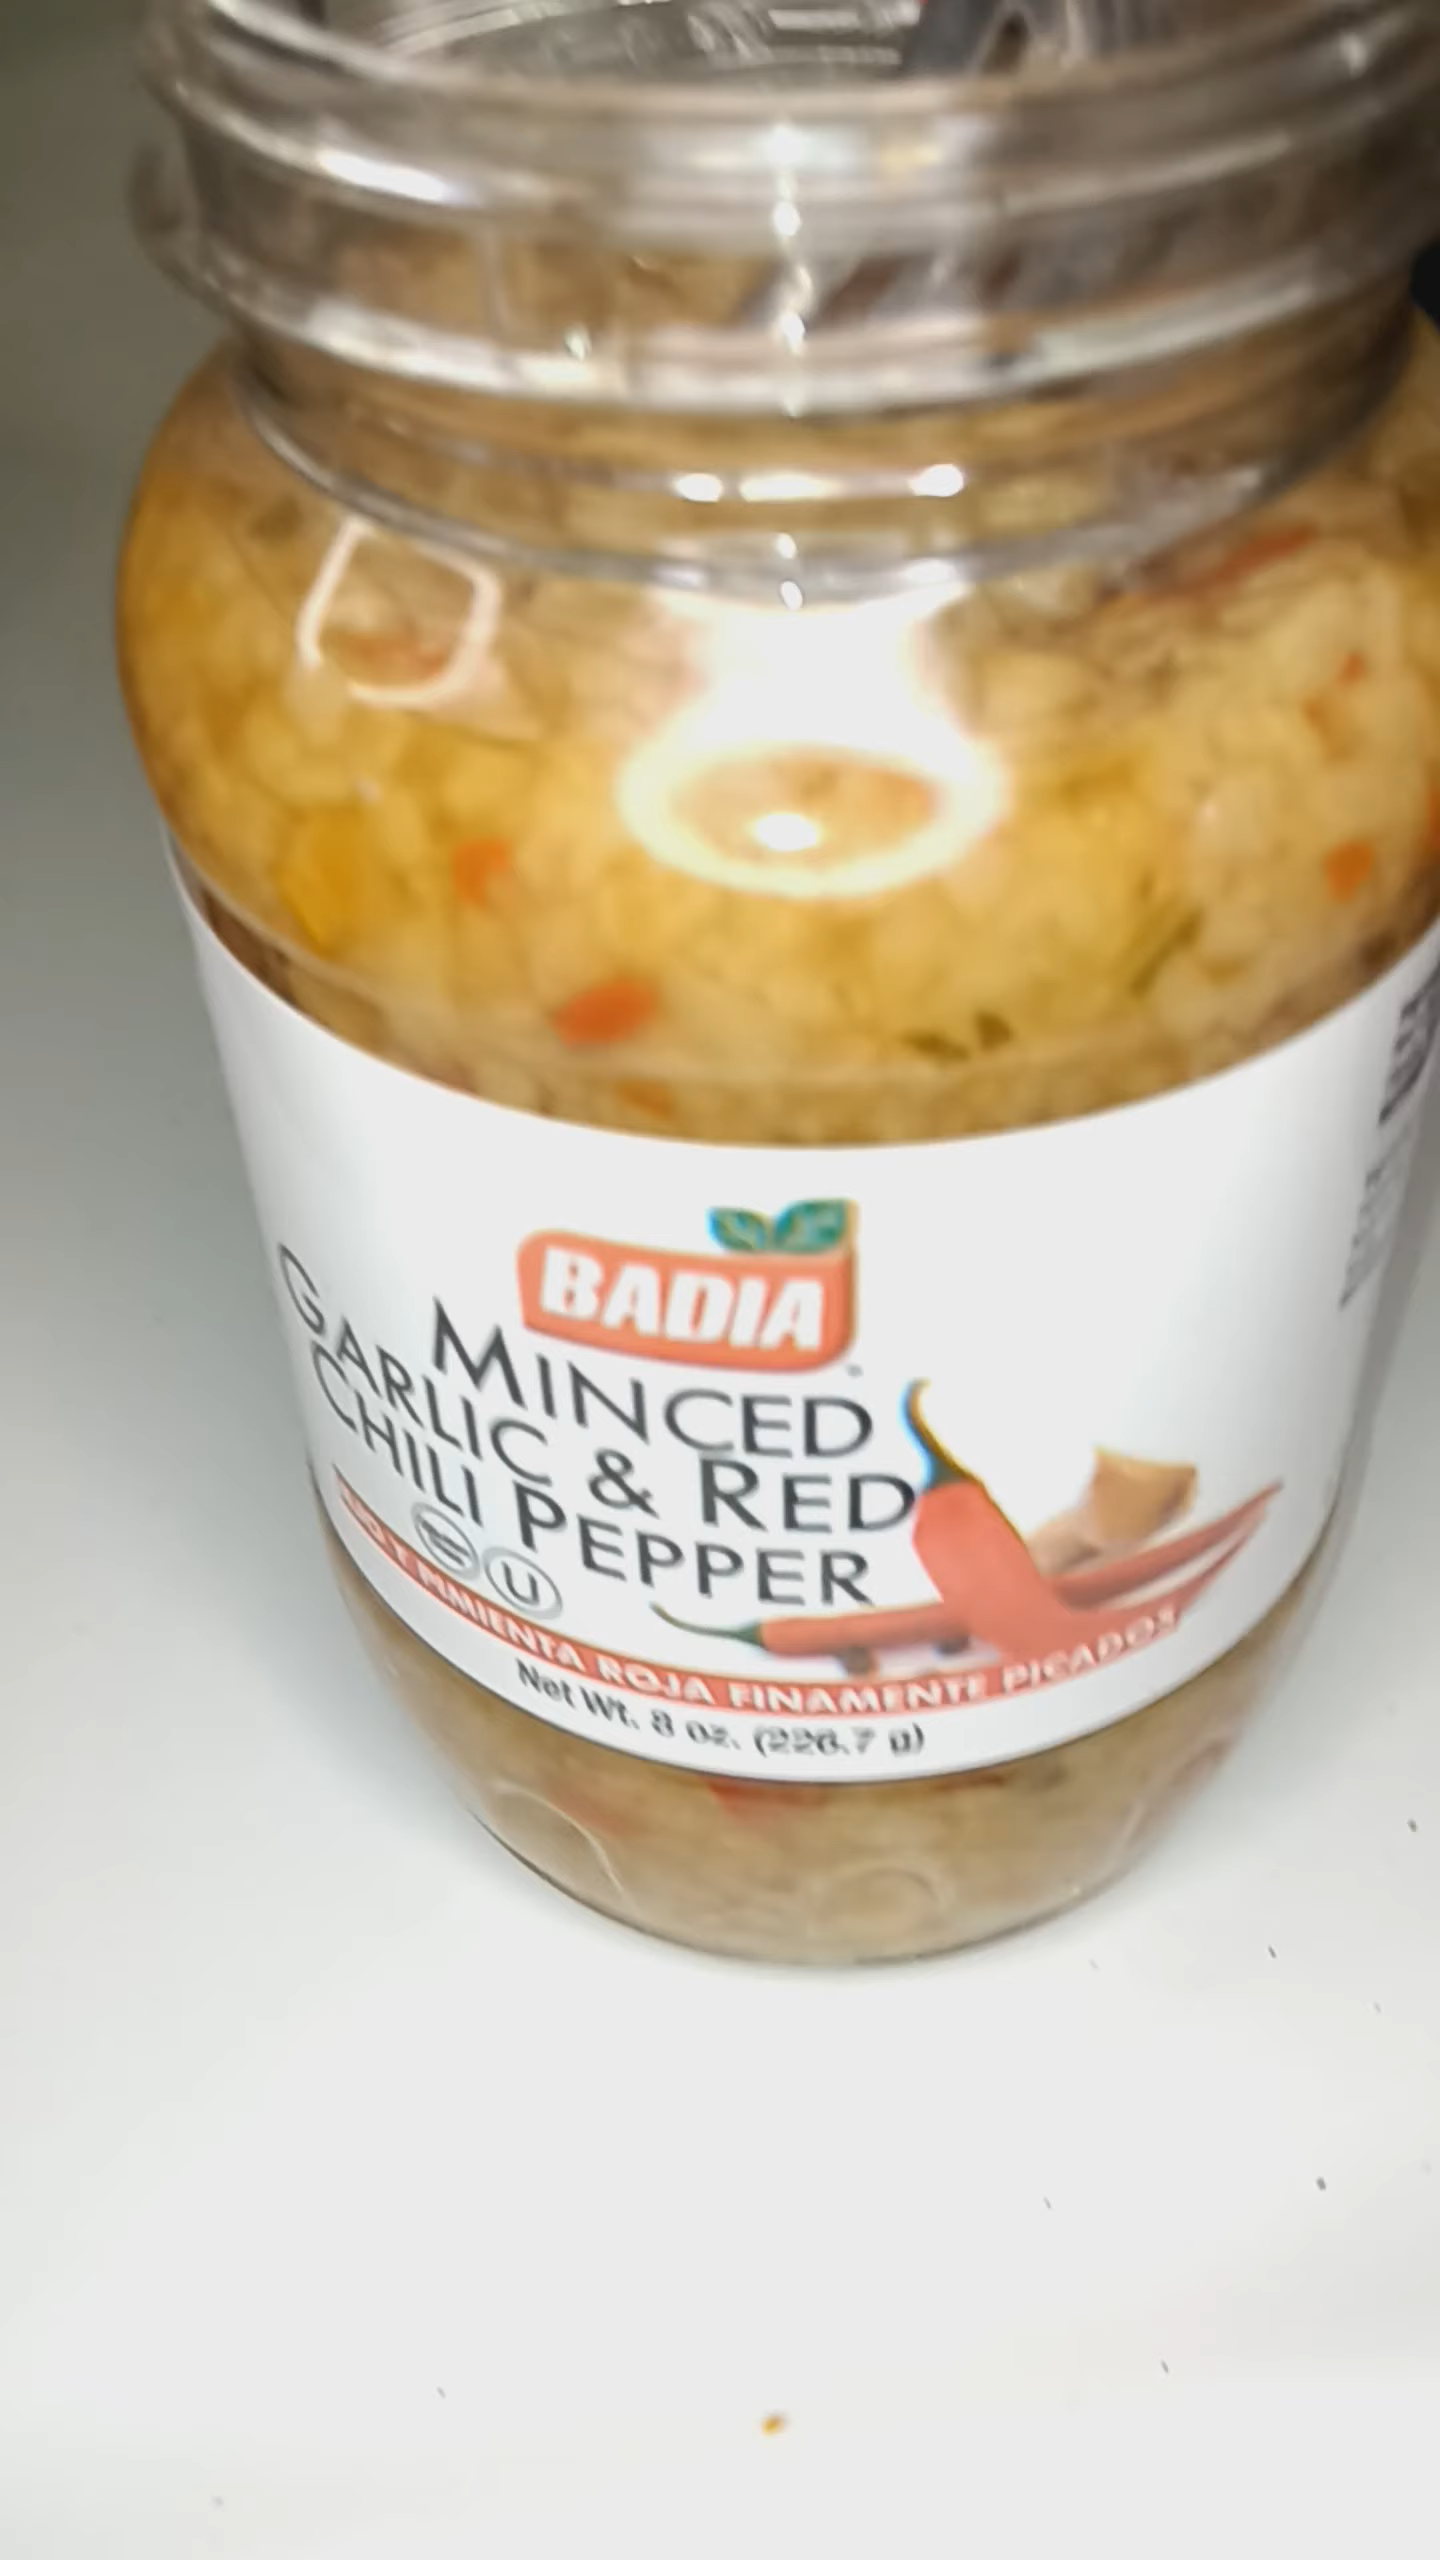 BADIA
MINCED
GARLIC & RED
CHILI PEPPER
U
Y PIMIENTA ROJA FINAMENTE PICADOS
Net Wt. 8 oz. (226.7 g)